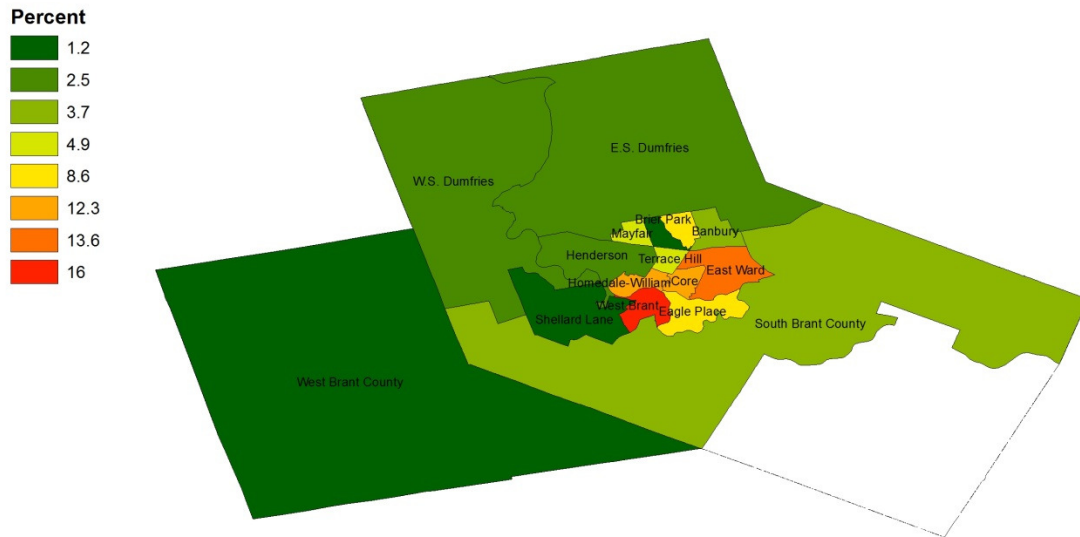 Percent
1.2
2.5
3.7
4.9
8.6
12.3
13.6
16
E.S. Dumfries
W.S. Dumfries
Brier Park
Mayfair
Banbury
Henderson
Terrace Hill
East Ward
Homedale-William
Core
West Brant
Eagle Place
Shellard Lane
South Brant County
West Brant County